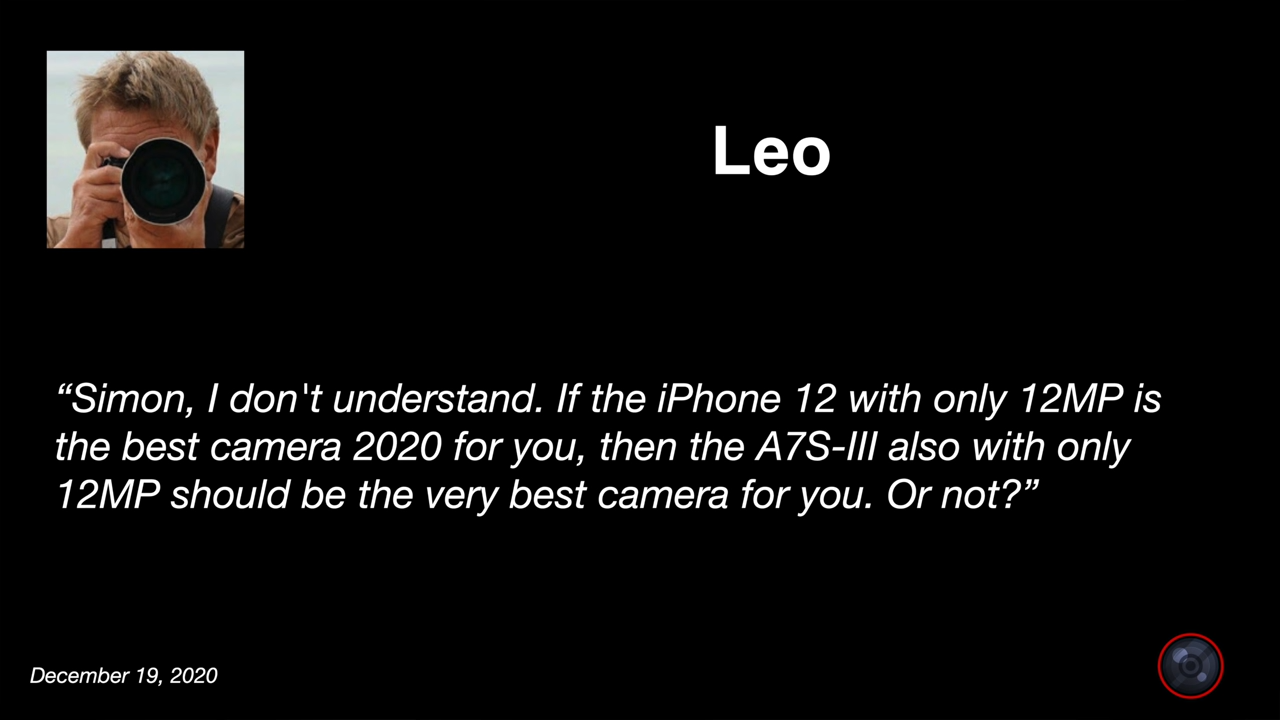 Leo
“Simon, I don't understand. If the iPhone 12 with only 12MP is
the best camera 2020 for you, then the A7S-III also with only
12MP should be the very best camera for you. Or not?”
December 19, 2020